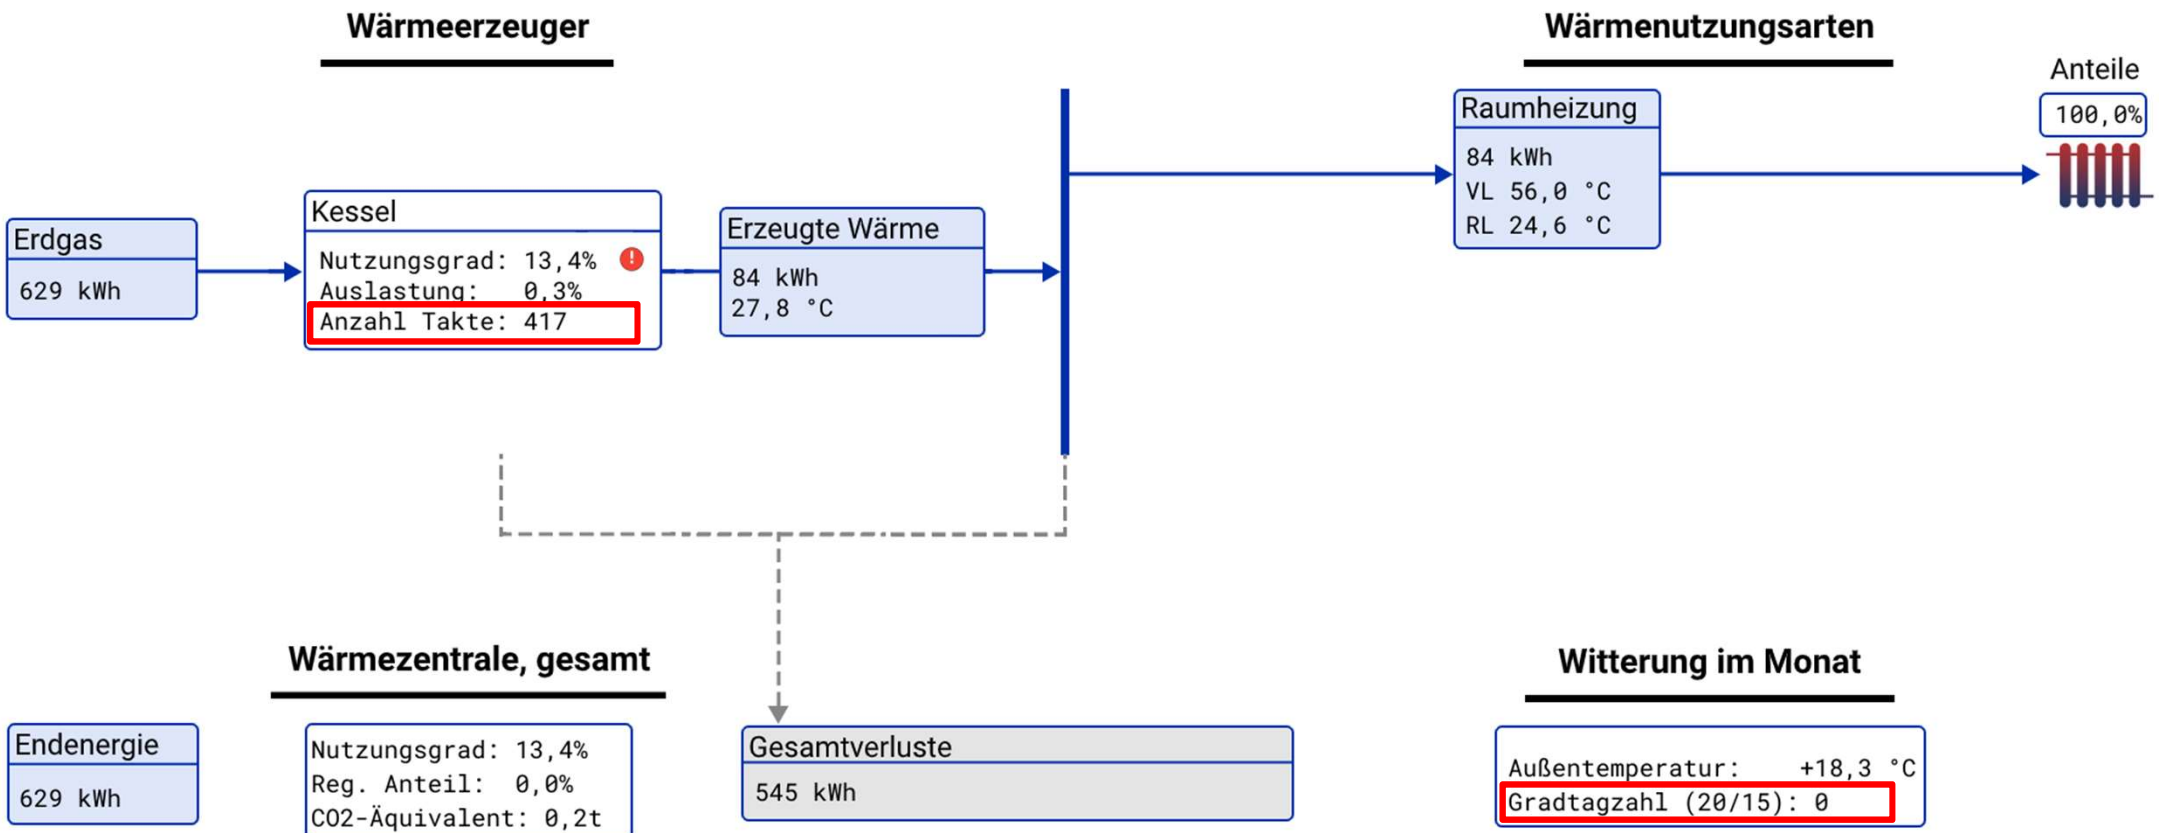 Wärmeerzeuger
Wärmenutzungsarten
Anteile
100,0%
Raumheizung
84 kWh
VL 56,0 °C
RL 24,6 °C
Kessel
Nutzungsgrad: 13,4%
Auslastung: 0,3%
Anzahl Takte: 417
Erdgas
629 kWh
Erzeugte Wärme
84 kWh
27,8 °C
Wärmezentrale, gesamt
Witterung im Monat
Endenergie
629 kWh
Nutzungsgrad: 13,4%
Reg. Anteil: 0,0%
CO2-Äquivalent: 0,2t
Gesamtverluste
545 kWh
Außentemperatur: +18,3 °C
Gradtagzahl (20/15): 0